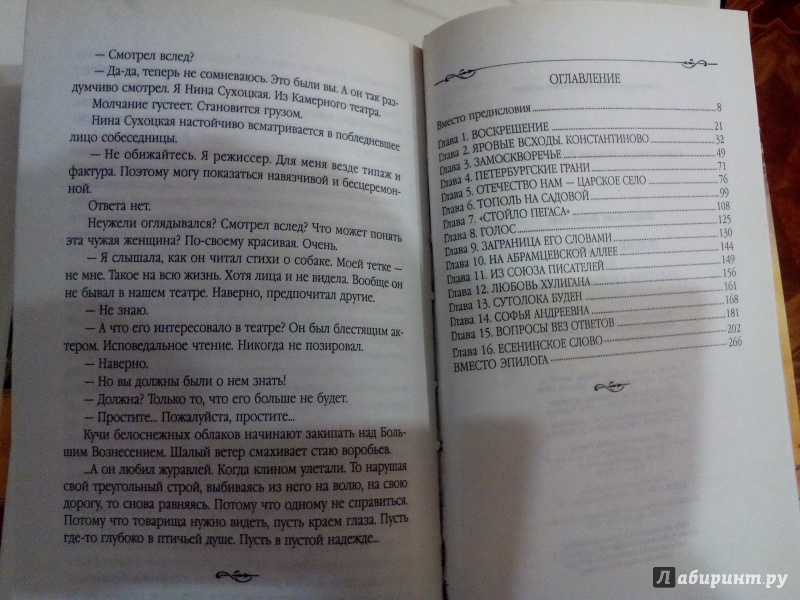 — Смотрел вслед?
— Да-да, теперь не сомневаюсь. Это были вы. А он так раз-
думчиво смотрел. Я Нина Сухоцкая. Из Камерного театра.
Молчание густеет. Становится грузом.
Нина Сухоцкая настойчиво всматривается в побледневшее
лицо собеседницы.
— Не обижайтесь. Я режиссер. Для меня везде типаж и
фактура. Поэтому могу показаться навязчивой и бесцеремон-
ной.
Ответа нет.
Неужели оглядывался? Смотрел вслед? Что может понять
эта чужая женщина? По-своему красивая. Очень.
— Я слышала, как он читал стихи о собаке. Моей тетке —
не мне. Такое на всю жизнь. Хотя лица и не видела. Вообще он
не бывал в нашем театре. Наверно, предпочитал другие.
— Не знаю.
— А что его интересовало в театре? Он был блестящим ак-
тером. Исповедальное чтение. Никогда не позировал.
— Наверно.
— Но вы должны были о нем знать!
— Должна? Только то, что его больше не будет.
— Простите... Пожалуйста, простите...
Кучи белоснежных облаков начинают закипать над Боль-
шим Вознесением. Шалый ветер смахивает стаю воробьев.
...А он любил журавлей. Когда клином улетали. То нарушая
свой треугольный строй, выбиваясь из него на волю, на свою
дорогу, то снова равняясь. Потому что одному не справиться.
Потому что товарища нужно видеть, пусть краем глаза. Пусть
где-то глубоко в птичьей душе. Пусть в пустой надежде...
ОГЛАВЛЕНИЕ
Вместо предисловия 8
Глава 1. ВОСКРЕШЕНИЕ 21
Глава 2. ЯРОВЫЕ ВСХОДЫ. КОНСТАНТИНОВО 32
Глава 3. ЗАМОСКВОРЕЧЬЕ 49
Глава 4. ПЕТЕРБУРГСКИЕ ГРАНИ 71
Глава 5. ОТЕЧЕСТВО НАМ — ЦАРСКОЕ СЕЛО 76
Глава 6. ТОПОЛЬ НА САДОВОЙ 99
Глава 7. «СТОЙЛО ПЕГАСА» 108
Глава 8. ГОЛОС 125
Глава 9. ЗАГРАНИЦА ЕГО СЛОВАМИ 130
Глава 10. НА АБРАМЦЕВСКОЙ АЛЛЕЕ 144
Глава 11. ИЗ СОЮЗА ПИСАТЕЛЕЙ 149
Глава 12. ЛЮБОВЬ ХУЛИГАНА 156
Глава 13. СУТОЛОКА БУДЕН 161
Глава 14. СОФЬЯ АНДРЕЕВНА 168
Глава 15. ВОПРОСЫ ВЕЗ ОТВЕТОВ 181
Глава 16. ЕСЕНИНСКОЕ СЛОВО 202
ВМЕСТО ЭПИЛОГА 266
Лабиринт.ру